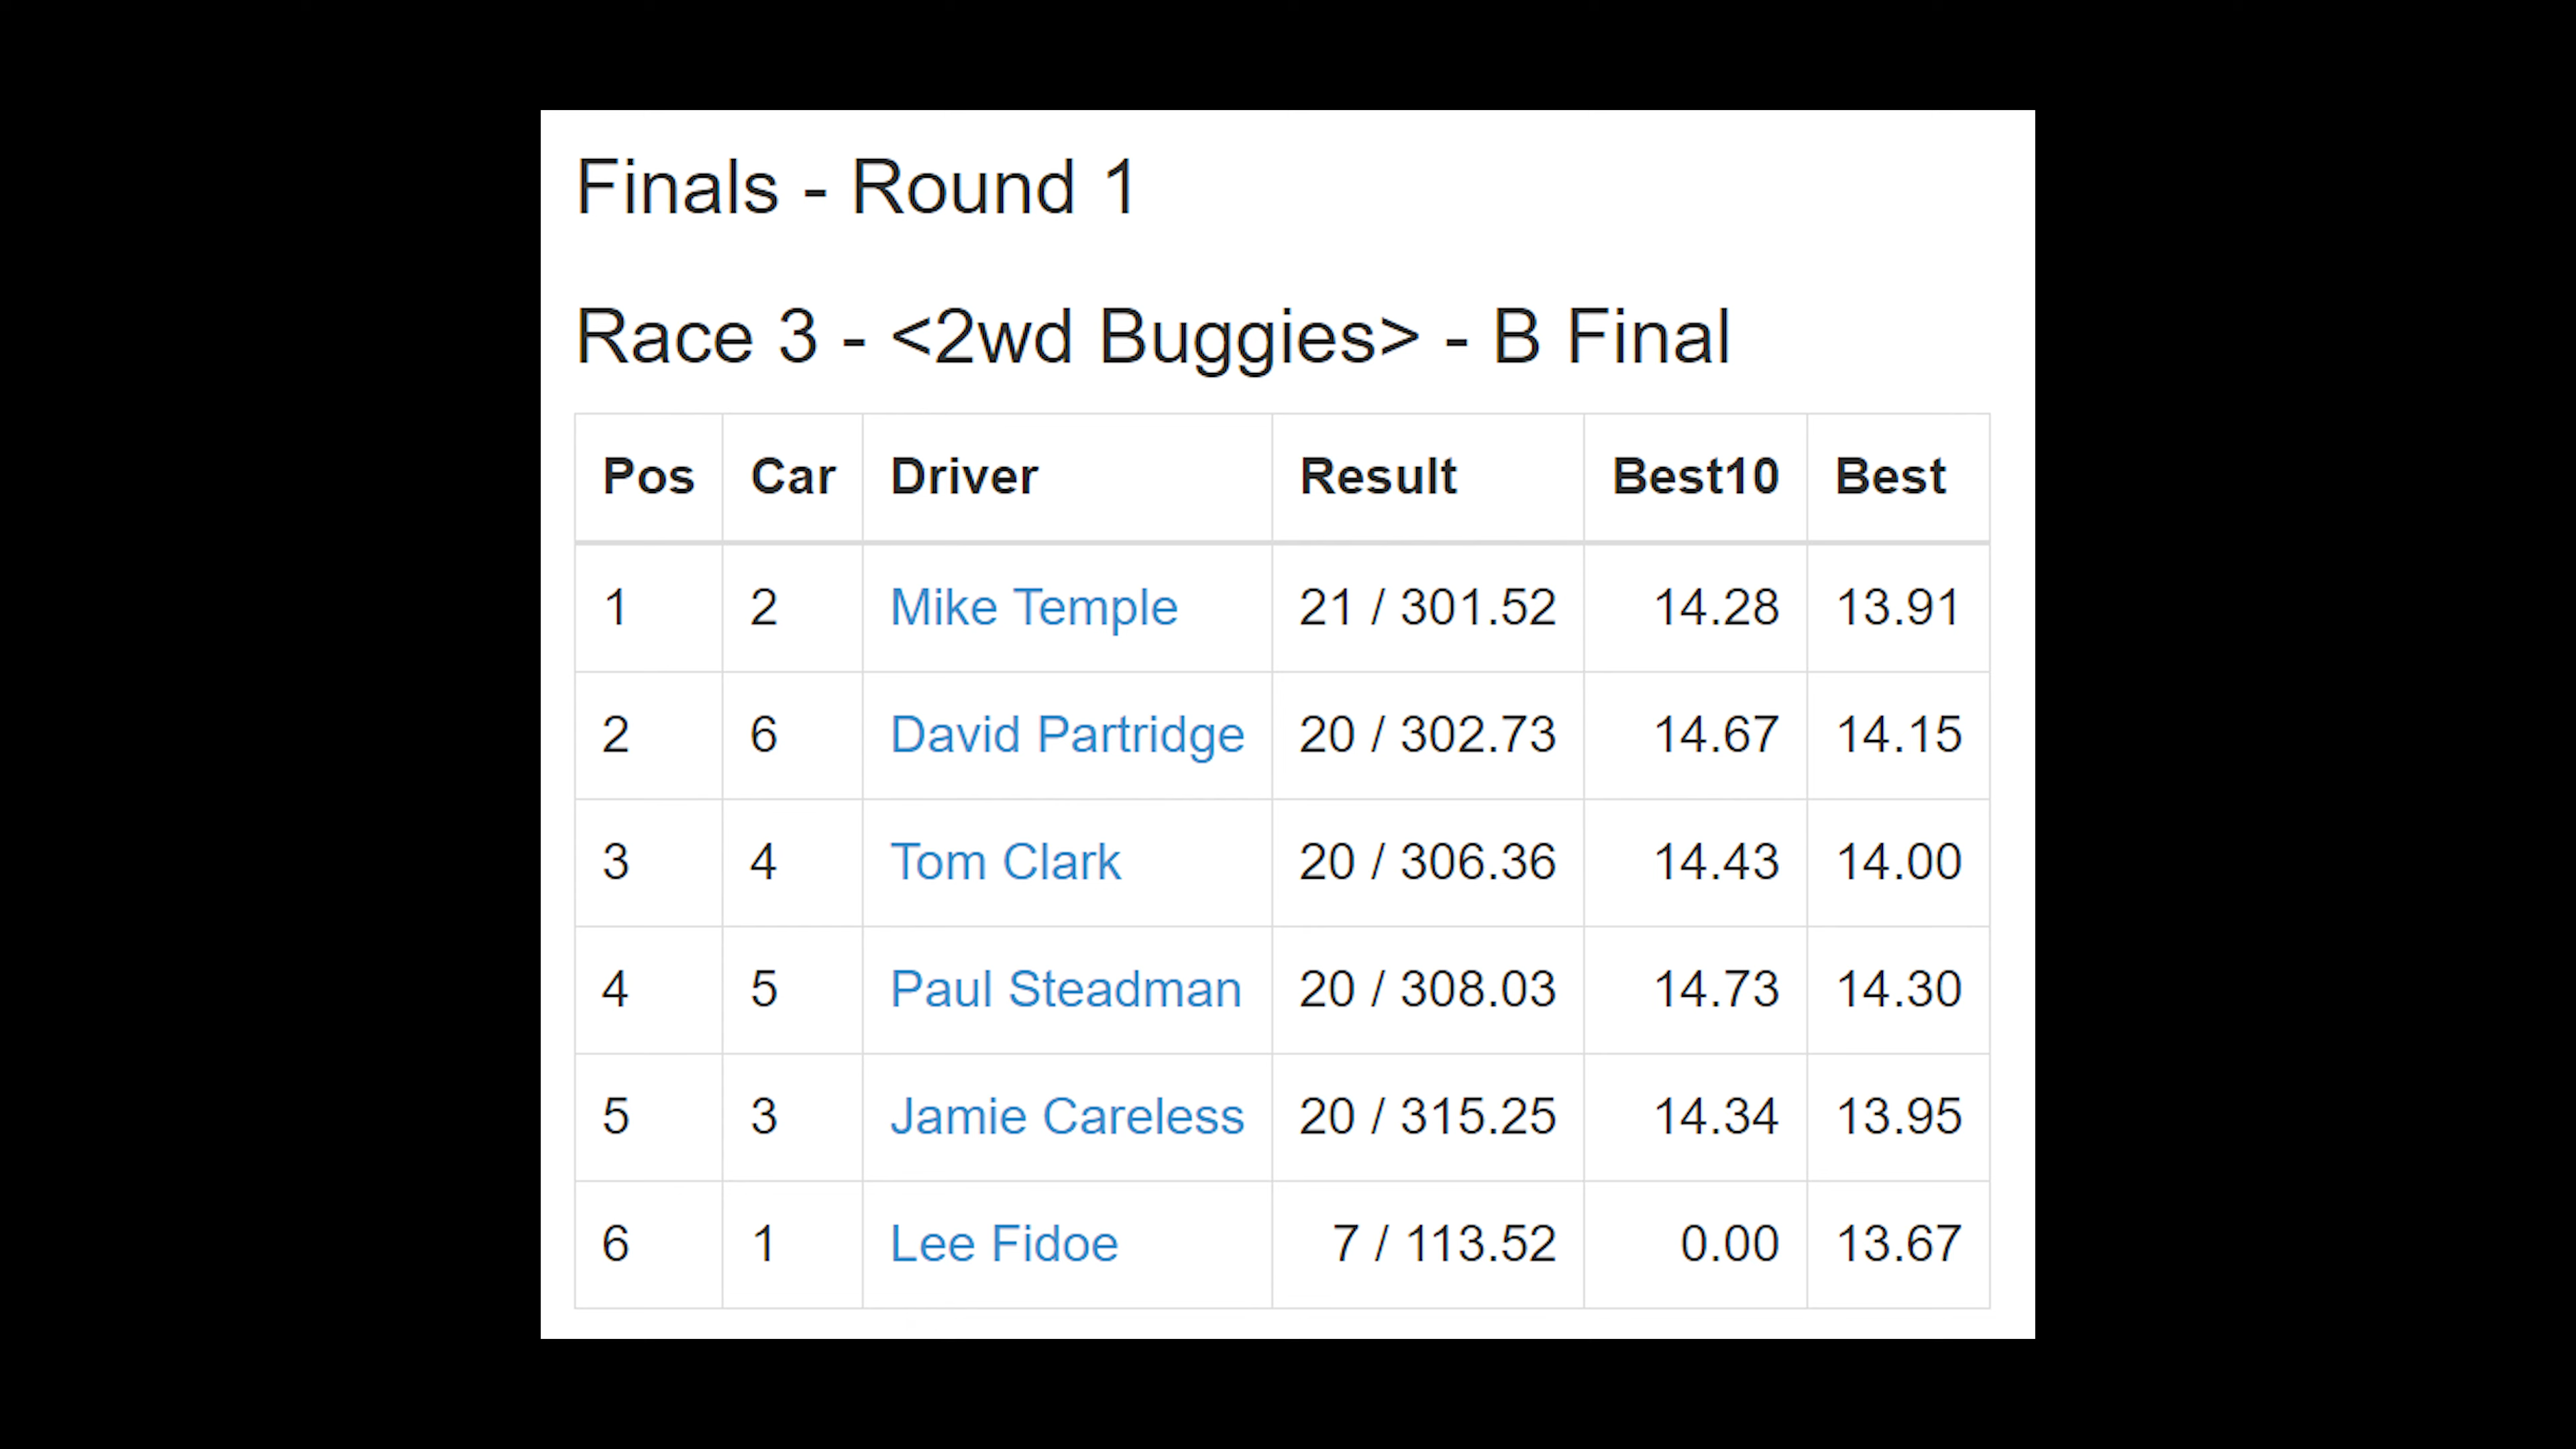 Finals - Round 1
Race 3 - <2wd Buggies> - B Final
Pos Car Driver Result Best10 Best
1 2 Mike Temple 21 / 301.52 14.28 13.91
2 6 David Partridge 20 / 302.73 14.67 14.15
3 4 Tom Clark 20 / 306.36 14.43 14.00
4 5 Paul Steadman 20 / 308.03 14.73 14.30
5 3 Jamie Careless 20 / 315.25 14.34 13.95
6 1 Lee Fidoe 7 / 113.52 0.00 13.67